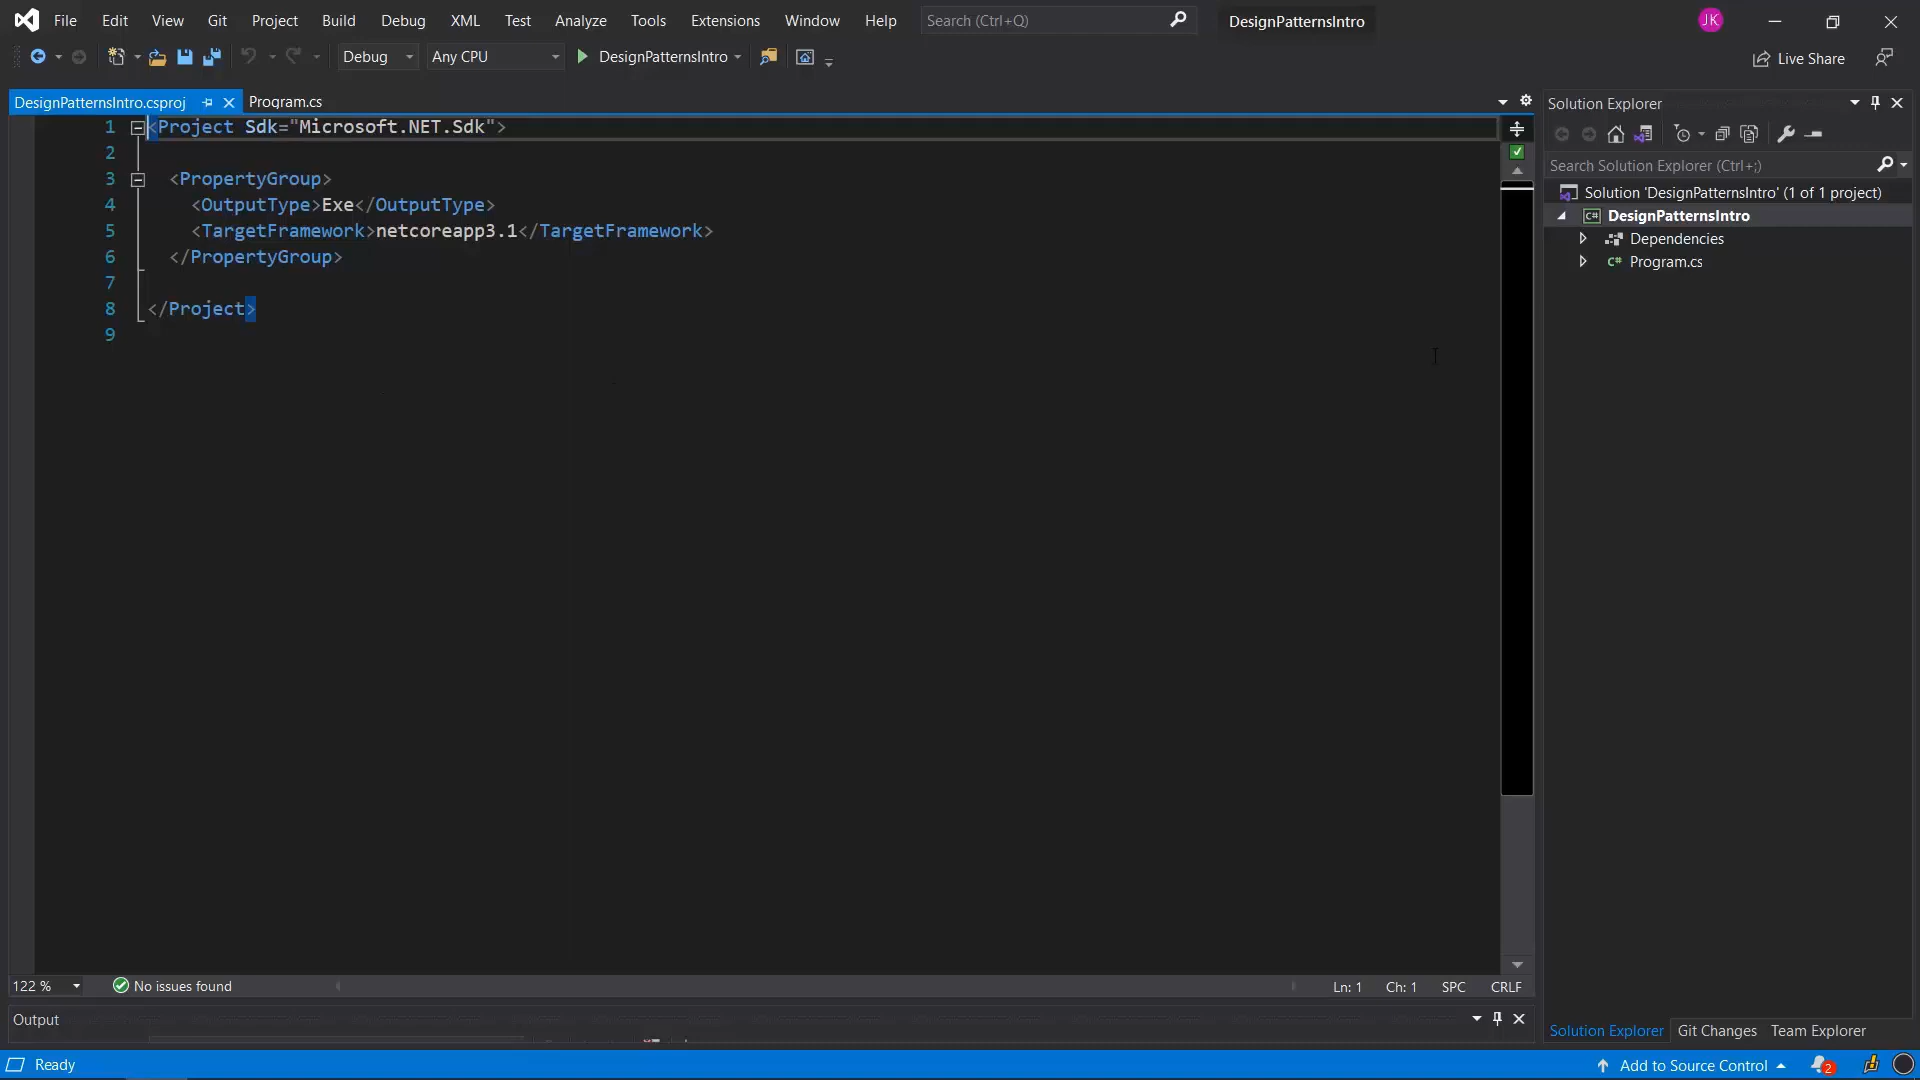 File Edit View Git Project Build Debug XML Test Analyze Tools Extensions Window Help Search (Ctrl+Q) DesignPatternsIntro JK
Debug Any CPU DesignPatternsIntro Live Share
DesignPatternsIntro.csproj Program.cs
1 <Project Sdk="Microsoft.NET.Sdk">
2
3 <PropertyGroup>
4 <OutputType>Exe</OutputType>
5 <TargetFramework>netcoreapp3.1</TargetFramework>
6 </PropertyGroup>
7
8 </Project>
9
122 % No issues found Ln: 1 Ch: 1 SPC CRLF
Output
Solution Explorer
Search Solution Explorer (Ctrl+;)
Solution 'DesignPatternsIntro' (1 of 1 project)
C# DesignPatternsIntro
Dependencies
C# Program.cs
Solution Explorer Git Changes Team Explorer
Ready Add to Source Control 2